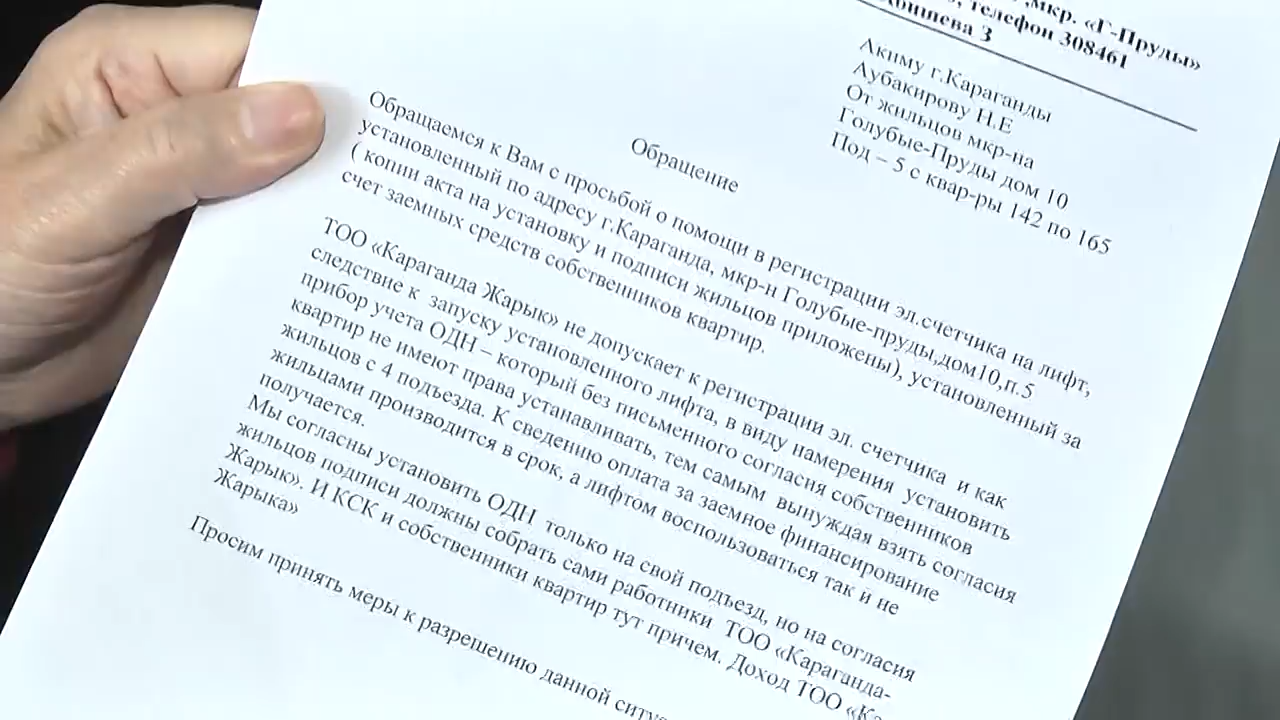 ,мкр. «Г-Пруды»
телефон 308461
3
Акиму г.Караганды
Аубакирову Н.Е
От жильцов мкр-на
Голубые-Пруды дом 10
Под – 5 с квар-ры 142 по 165
Обращение
Обращаемся к Вам с просьбой о помощи в регистрации эл.счетчика на лифт,
установленный по адресу г.Караганда, мкр-н Голубые-пруды,дом10,п.5
( копии акта на установку и подписи жильцов приложены), установленный за
счет заемных средств собственников квартир.
ТОО «Караганда Жарык» не допускает к регистрации эл. счетчика и как
следствие к запуску установленного лифта, в виду намерения установить
прибор учета ОДН – который без письменного согласия собственников
квартир не имеют права устанавливать, тем самым вынуждая взять согласия
жильцов с 4 подъезда. К сведению оплата за заемное финансирование
жильцами производится в срок, а лифтом воспользоваться так и не
получается.
Мы согласны установить ОДН только на свой подъезд, но на согласия
жильцов подписи должны собрать сами работники ТОО «Караганда-
Жарык». И КСК и собственники квартир тут причем. Доход ТОО «Ка
Жарыка»
Просим принять меры к разрешению данной ситу